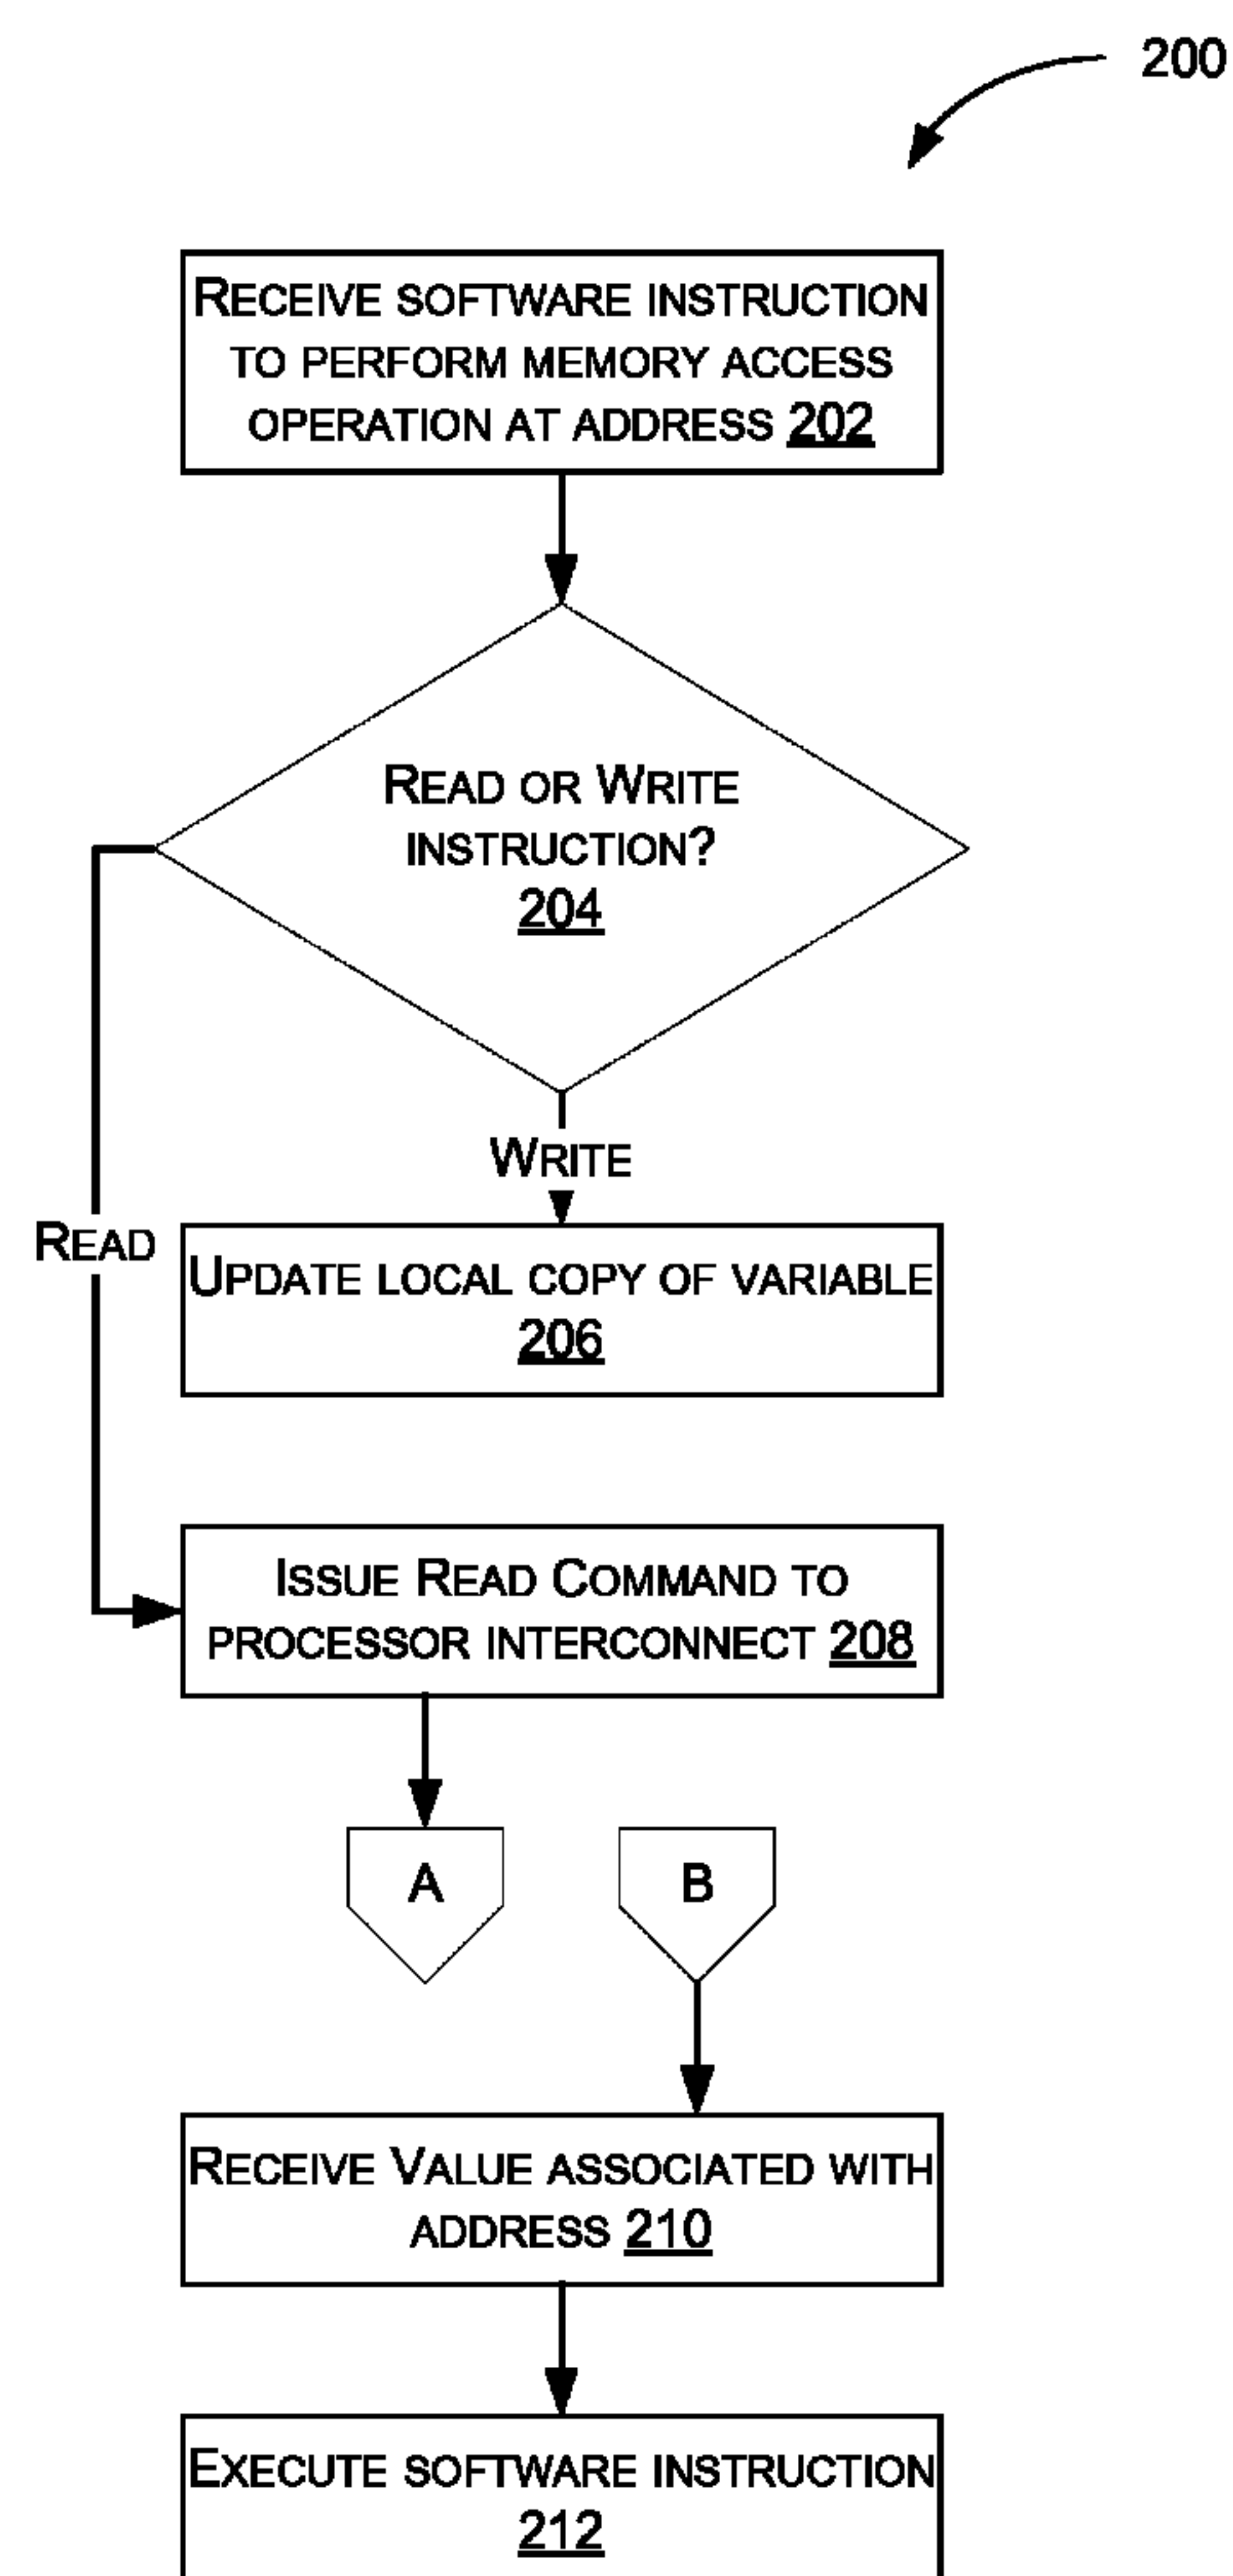 200
RECEIVE SOFTWARE INSTRUCTION
TO PERFORM MEMORY ACCESS
OPERATION AT ADDRESS 202
READ OR WRITE
INSTRUCTION?
204
WRITE
READ
UPDATE LOCAL COPY OF VARIABLE
206
ISSUE READ COMMAND TO
PROCESSOR INTERCONNECT 208
A
B
RECEIVE VALUE ASSOCIATED WITH
ADDRESS 210
EXECUTE SOFTWARE INSTRUCTION
212